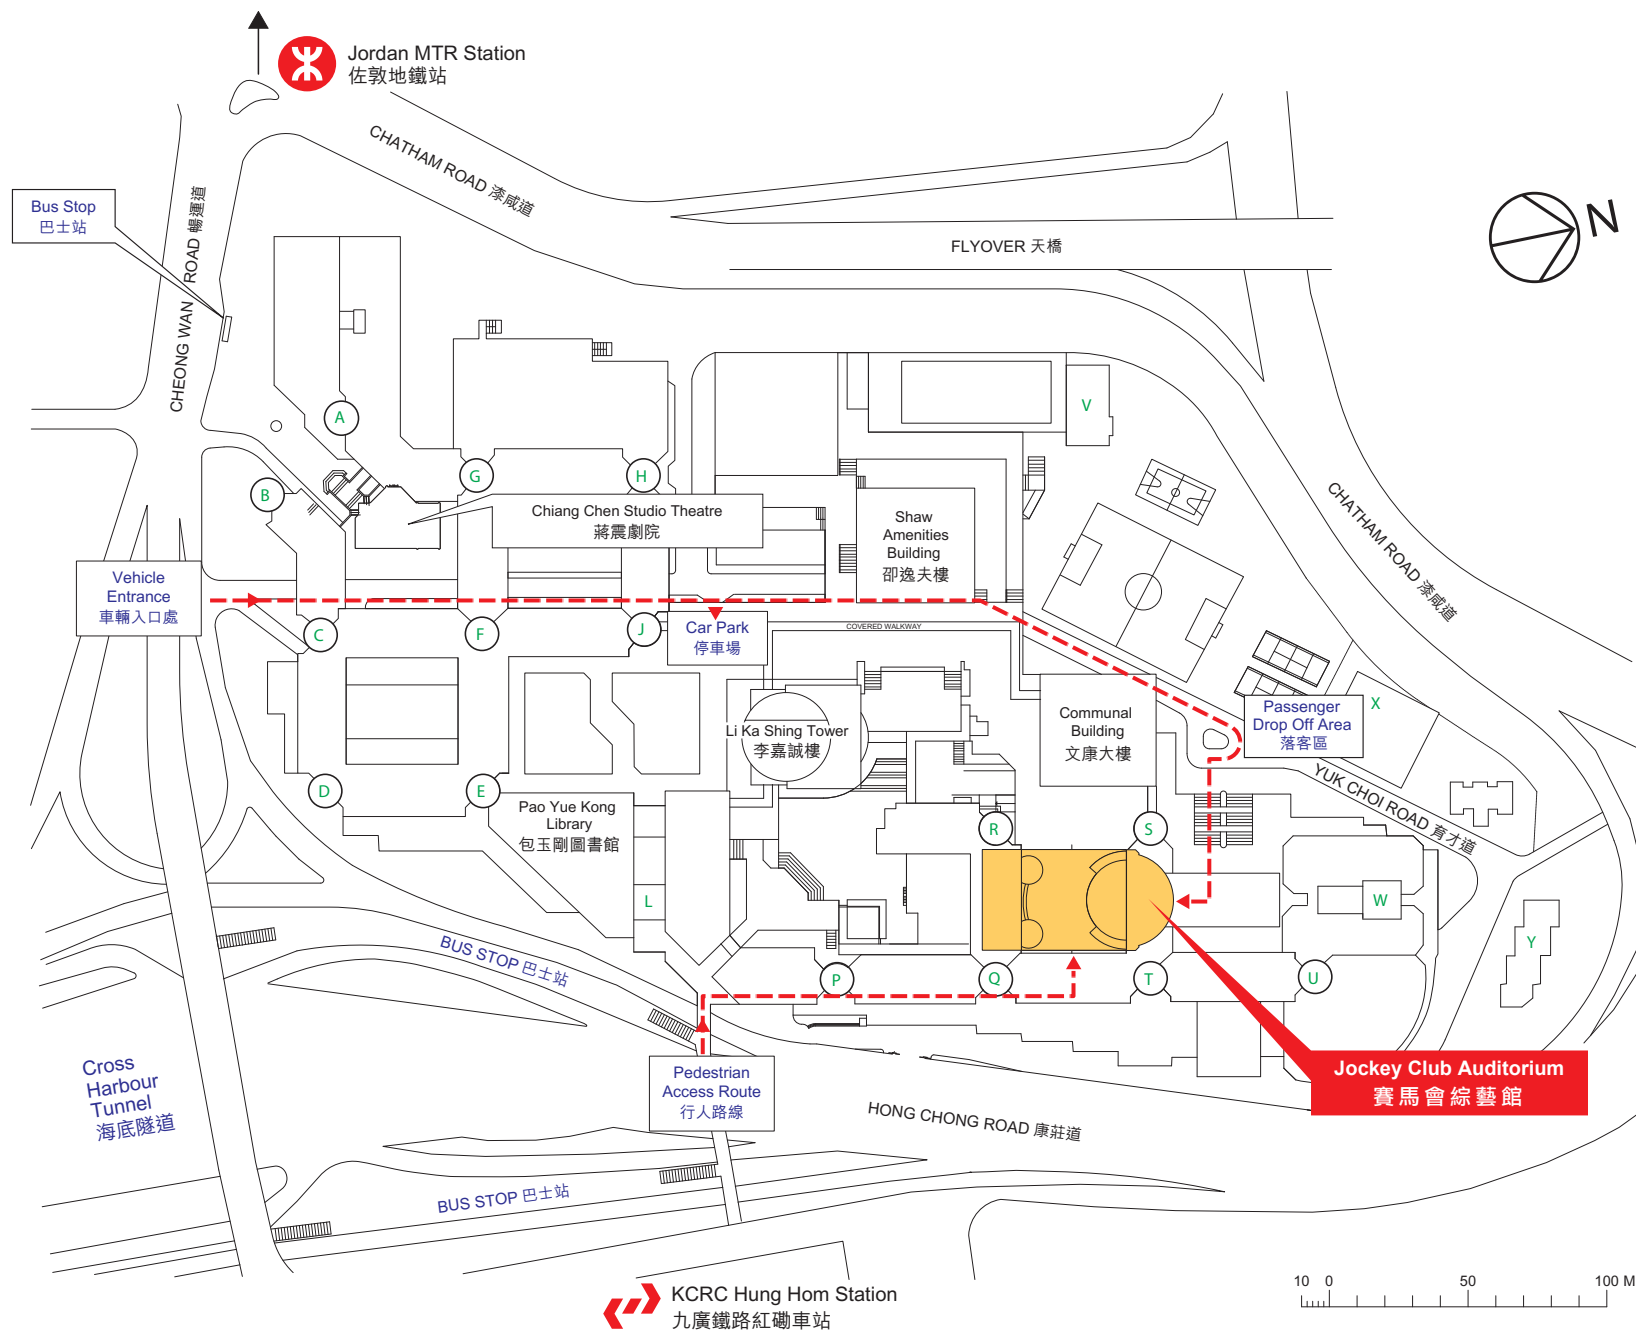 Jordan MTR Station
佐敦地鐵站
CHATHAM ROAD 漆咸道
Bus Stop
巴士站
CHEONG WAN ROAD 暢運道
FLYOVER 天橋
N
A
V
B
G
H
Chiang Chen Studio Theatre
蔣震劇院
Shaw
Amenities
Building
邵逸夫樓
CHATHAM ROAD 漆咸道
Vehicle
Entrance
車輛入口處
C
F
J
Car Park
停車場
COVERED WALKWAY
Li Ka Shing Tower
李嘉誠樓
Communal
Building
文康大樓
Passenger
Drop Off Area
落客區
X
YUK CHOI ROAD 育才道
D
E
Pao Yue Kong
Library
包玉剛圖書館
R
S
L
W
Y
BUS STOP 巴士站
P
Q
T
U
Cross
Harbour
Tunnel
海底隧道
Pedestrian
Access Route
行人路線
Jockey Club Auditorium
賽馬會綜藝館
HONG CHONG ROAD 康莊道
BUS STOP 巴士站
KCRC Hung Hom Station
九廣鐵路紅磡車站
10 0 50 100 M